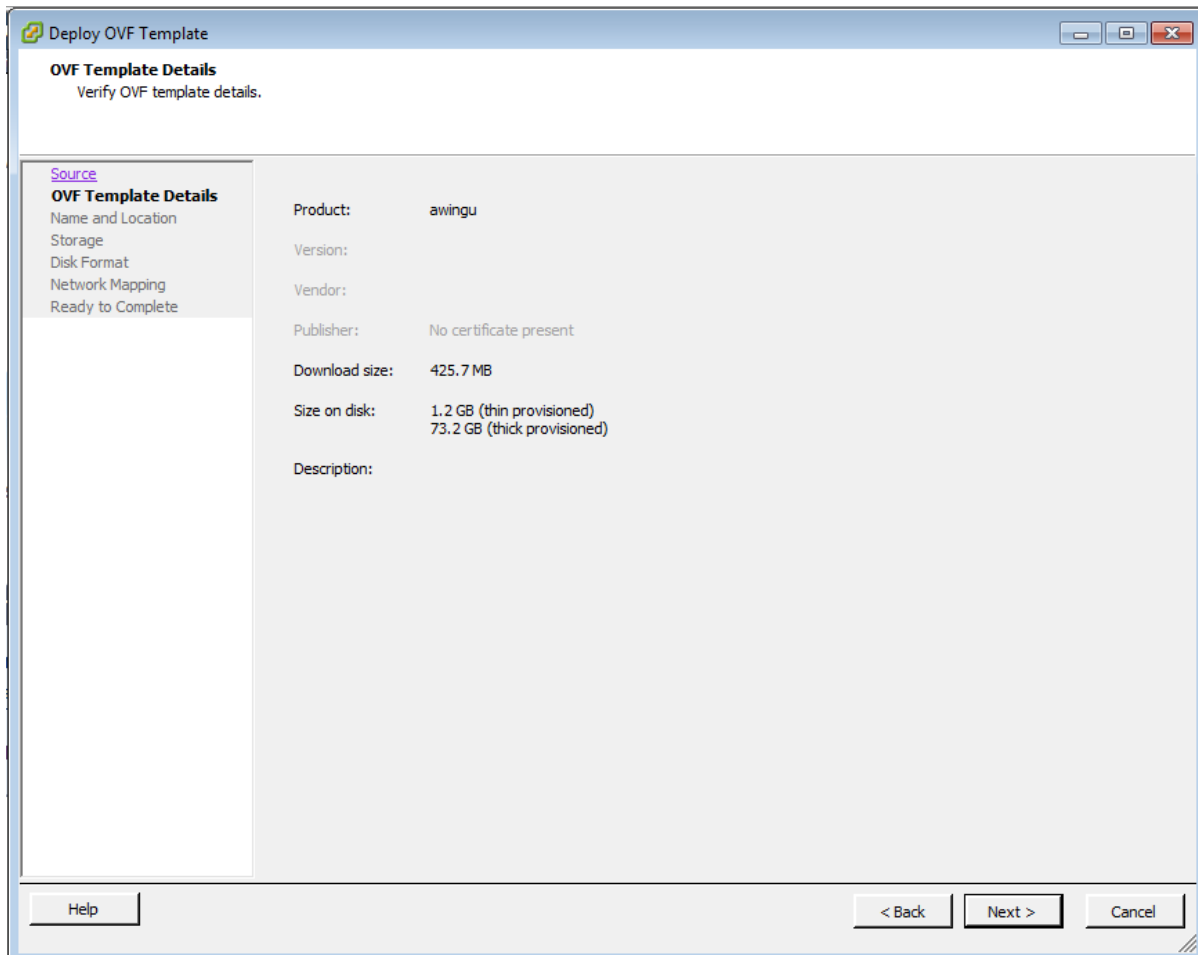 Deploy OVF Template
OVF Template Details
Verify OVF template details.
Source
OVF Template Details
Name and Location
Storage
Disk Format
Network Mapping
Ready to Complete
Product: awingu
Version:
Vendor:
Publisher: No certificate present
Download size: 425.7 MB
Size on disk: 1.2 GB (thin provisioned)
73.2 GB (thick provisioned)
Description:
Help
< Back
Next >
Cancel